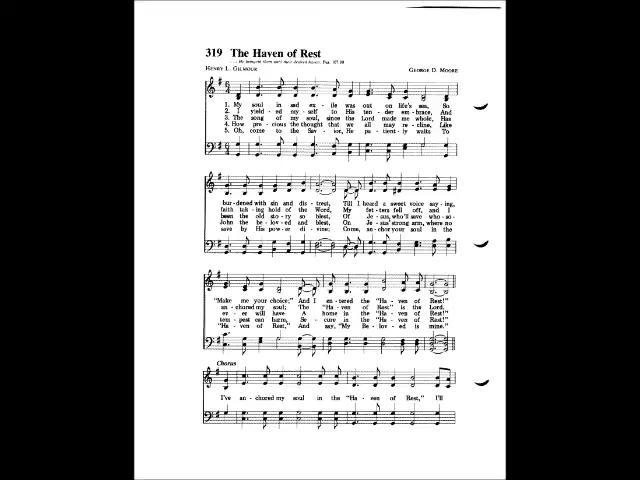 319 The Haven of Rest
He bringeth them unto their desired haven. Psa. 107:30
Henry L. Gilmour George D. Moore
1. My soul in sad ex - ile was out on life's sea, So
2. I yield - ed my - self to His ten - der em - brace, And
3. The song of my soul, since the Lord made me whole, Has
4. How pre - cious the thought that we all may re - cline, Like
5. Oh, come to the Sav - ior, He pa - tient - ly waits To
bur - dened with sin and dis - trest, Till I heard a sweet voice say - ing,
faith tak - ing hold of the Word, My fet - ters fell off, and I
been the old sto - ry so blest, Of Je - sus, who'll save who - so -
John the be - lov - ed and blest, On Je - sus' strong arm, where no
save by His pow - er di - vine; Come, an - chor your soul in the
"Make me your choice;" And I en - tered the "Ha - ven of Rest!"
an - chored my soul; The "Ha - ven of Rest" is the Lord.
ev - er will have A home in the "Ha - ven of Rest!"
tem - pest can harm, Se - cure in the "Ha - ven of Rest!"
"Ha - ven of Rest," And say, "My Be - lov - ed is mine."
Chorus
I've an - chored my soul in the "Ha - ven of Rest," I'll